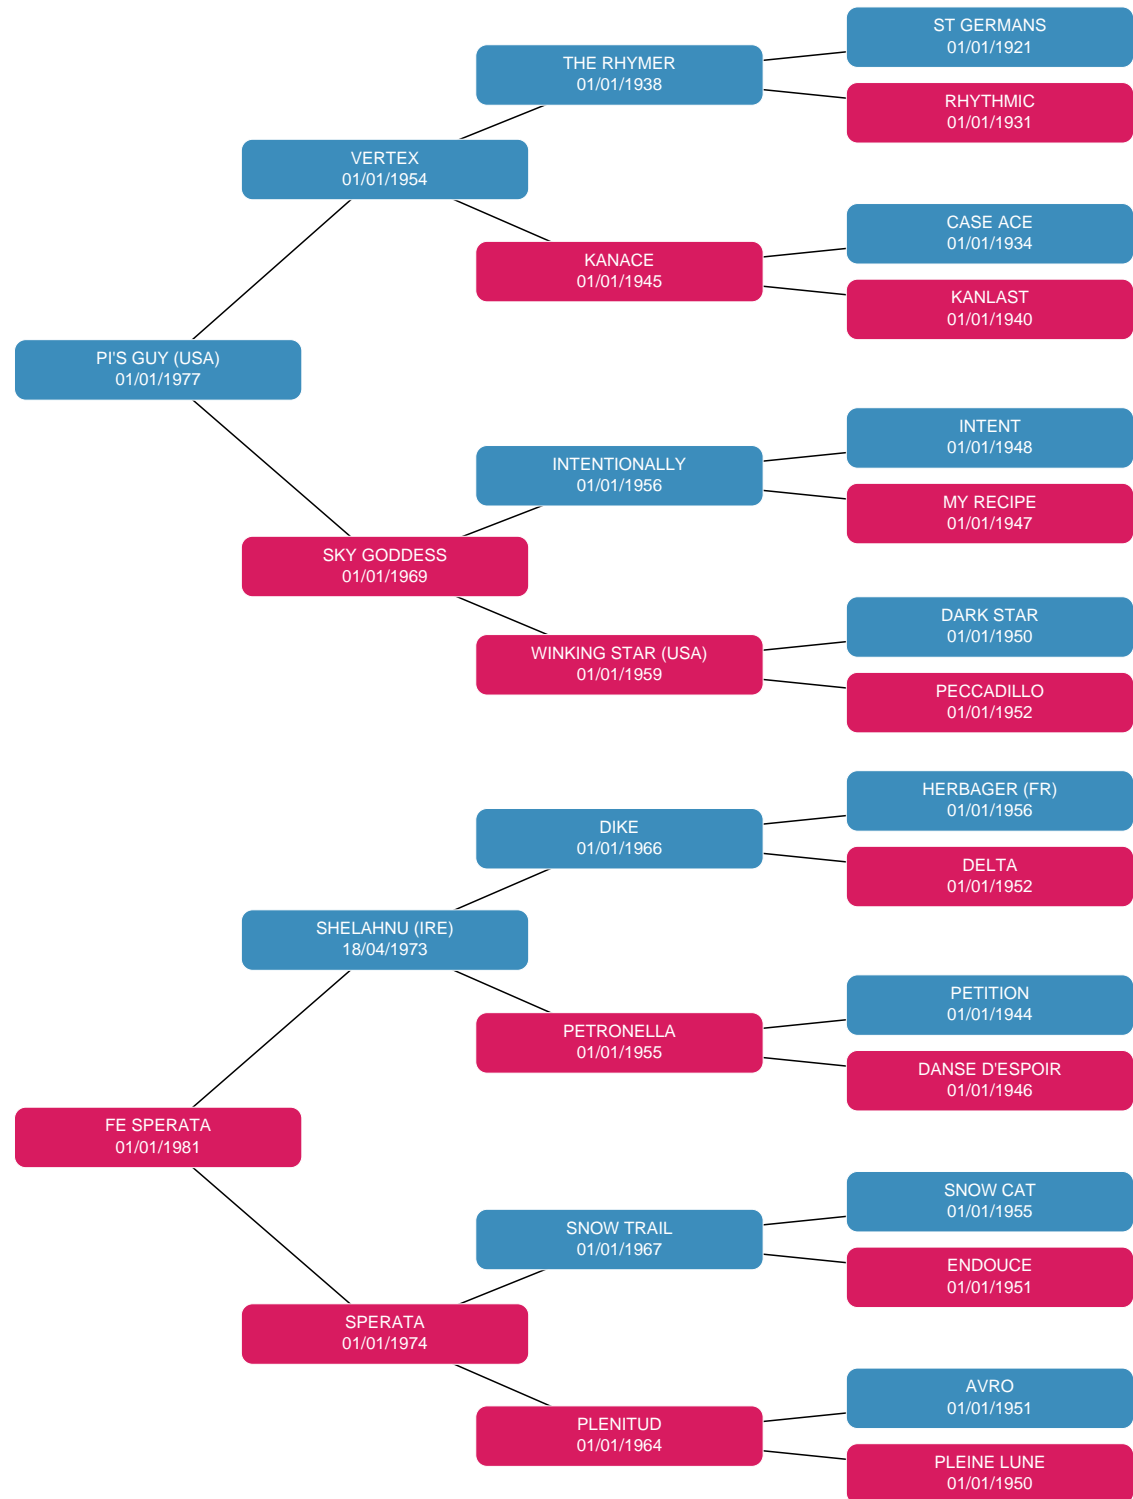 ST GERMANS
01/01/1921
THE RHYMER
01/01/1938
RHYTHMIC
01/01/1931
VERTEX
01/01/1954
CASE ACE
01/01/1934
KANACE
01/01/1945
KANLAST
01/01/1940
PI'S GUY (USA)
01/01/1977
INTENT
01/01/1948
INTENTIONALLY
01/01/1956
MY RECIPE
01/01/1947
SKY GODDESS
01/01/1969
DARK STAR
01/01/1950
WINKING STAR (USA)
01/01/1959
PECCADILLO
01/01/1952
HERBAGER (FR)
01/01/1956
DIKE
01/01/1966
DELTA
01/01/1952
SHELAHNU (IRE)
18/04/1973
PETITION
01/01/1944
PETRONELLA
01/01/1955
DANSE D'ESPOIR
01/01/1946
FE SPERATA
01/01/1981
SNOW CAT
01/01/1955
SNOW TRAIL
01/01/1967
ENDOUCE
01/01/1951
SPERATA
01/01/1974
AVRO
01/01/1951
PLENITUD
01/01/1964
PLEINE LUNE
01/01/1950